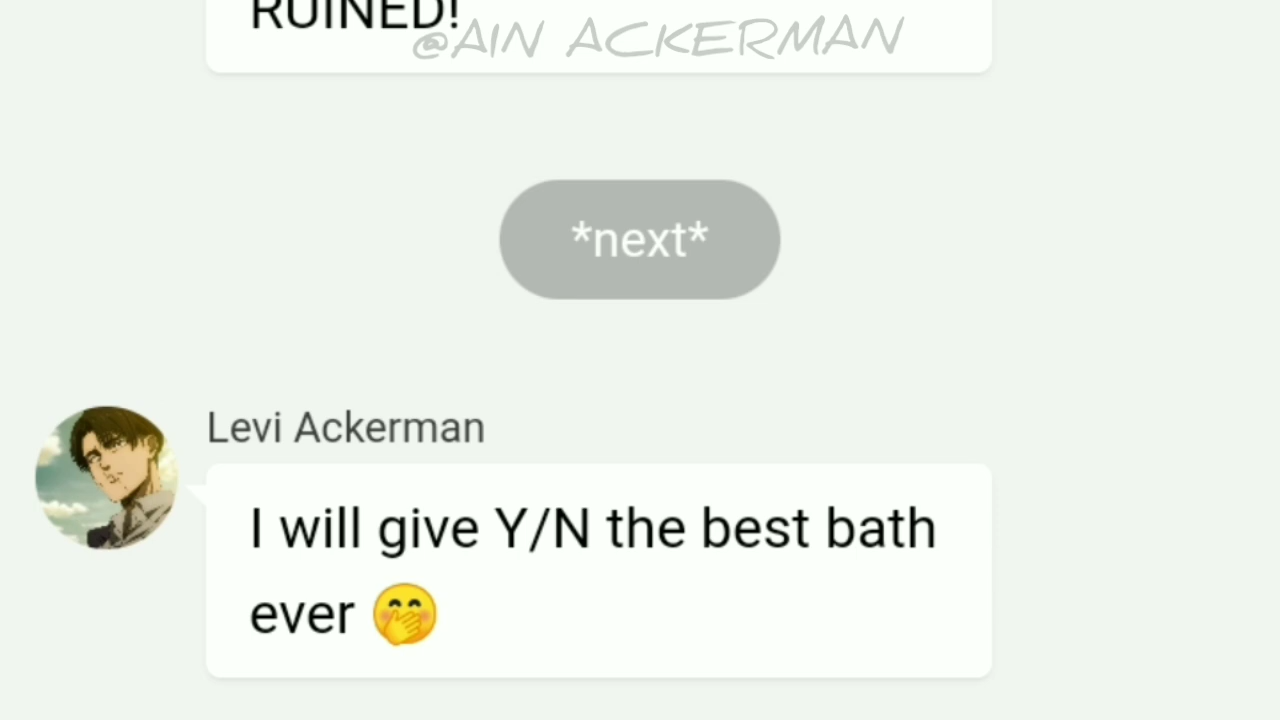 RUINED!
@AIN ACKERMAN
*next*
Levi Ackerman
I will give Y/N the best bath
ever 🤭